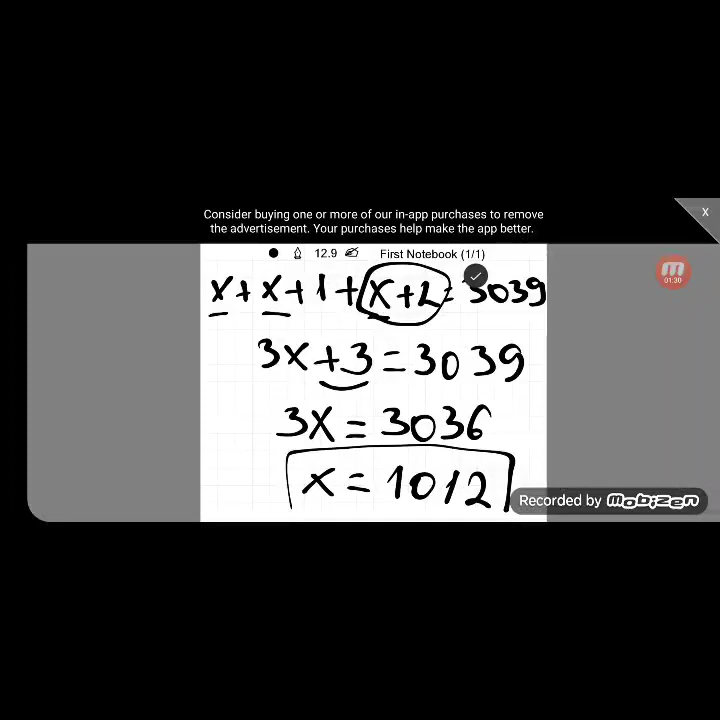 Consider buying one or more of our in-app purchases to remove
the advertisement. Your purchases help make the app better.
X
12.9 First Notebook (1/1)
x+x+1+x+2=3039
01:30
3x+3=3039
3x=3036
x=1012
Recorded by mobizen